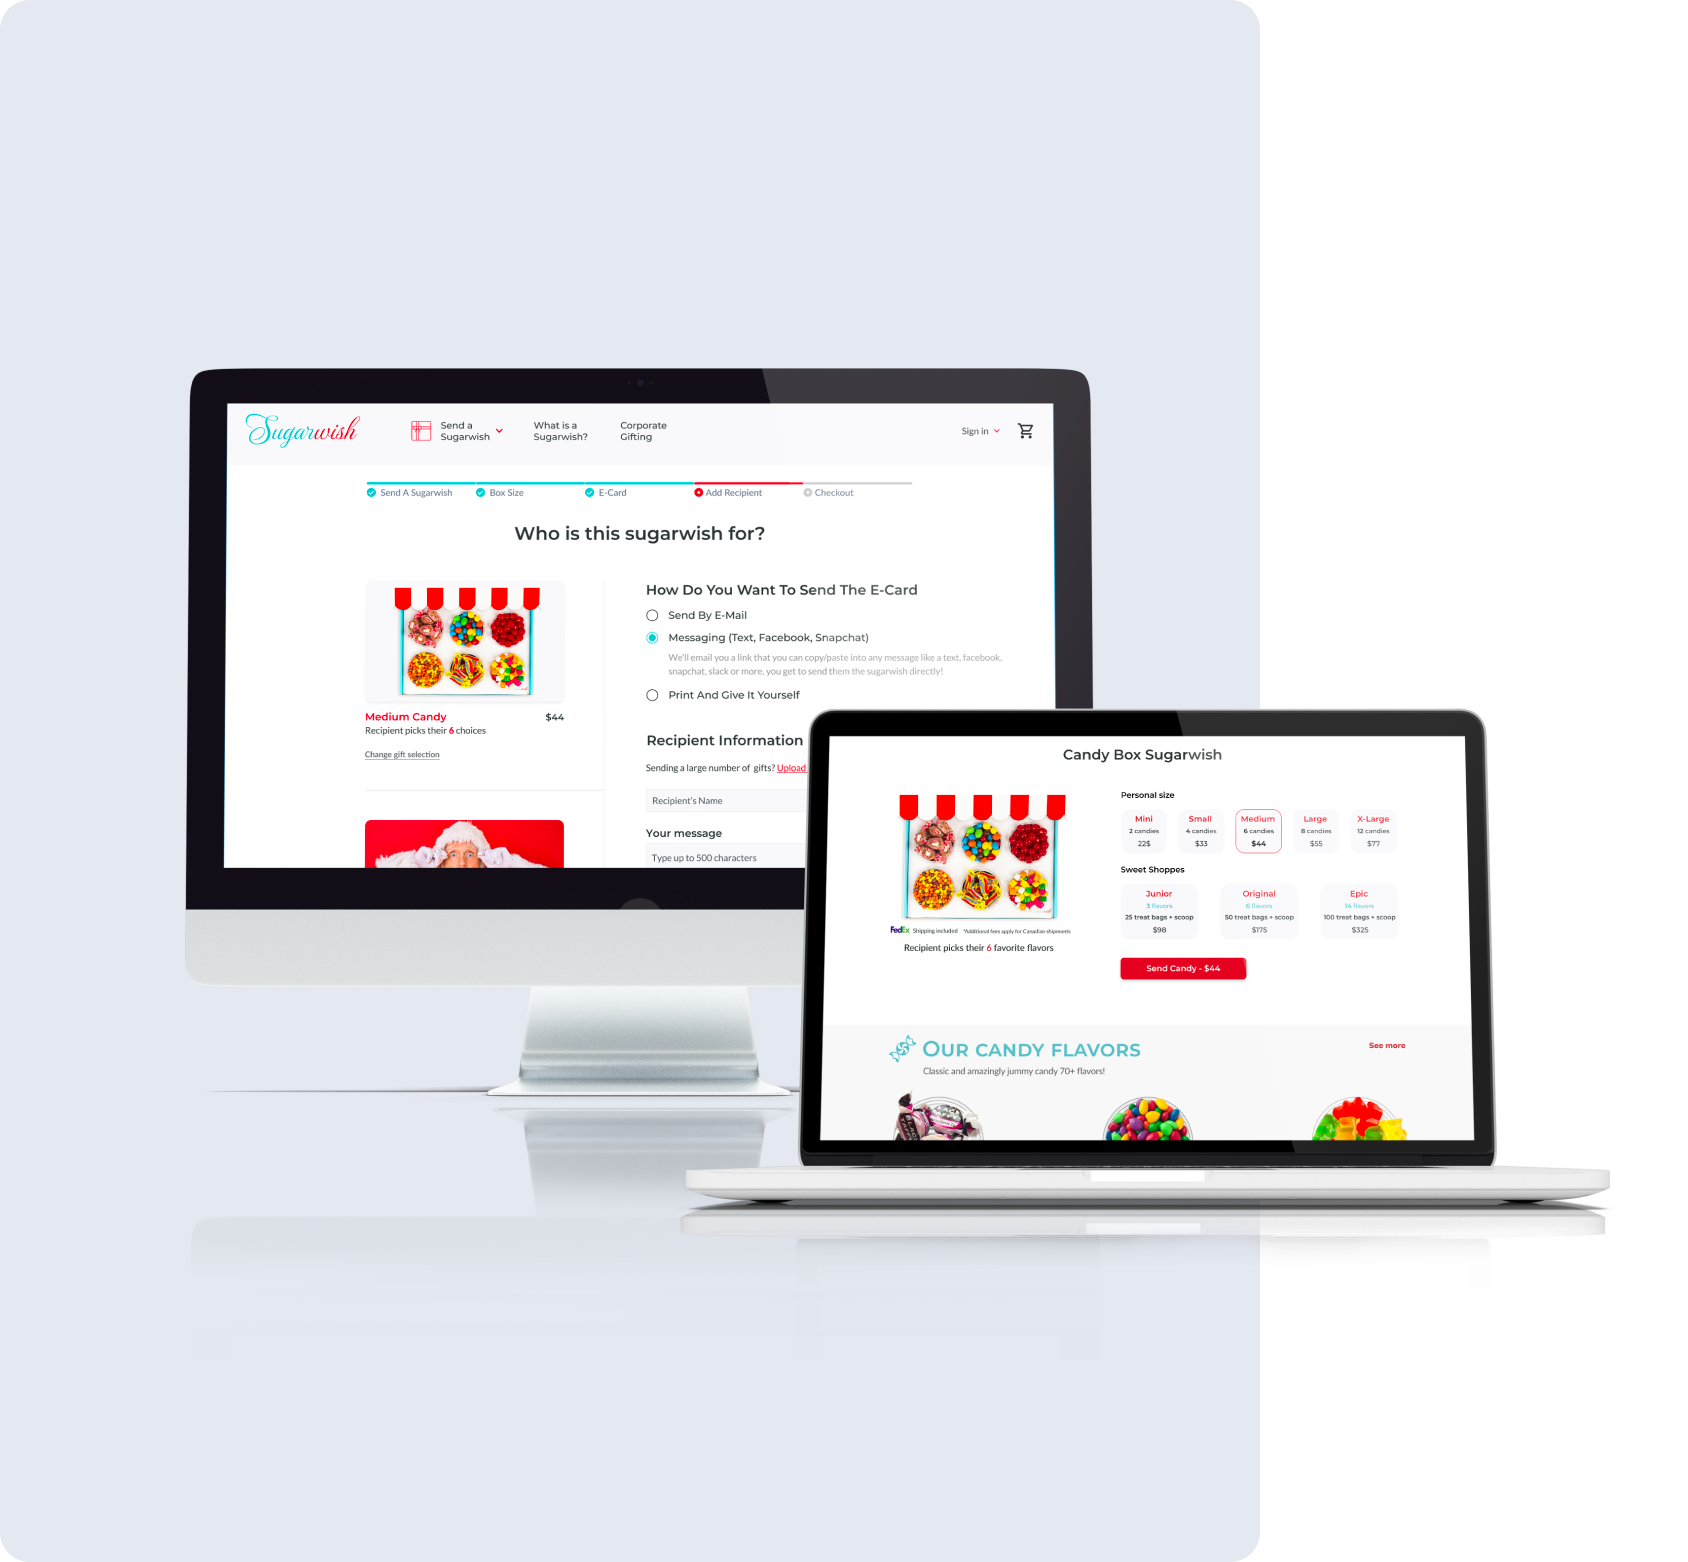 Sugarwish
Send a
Sugarwish
What is a
Sugarwish?
Corporate
Gifting
Sign in
Send A Sugarwish
Box Size
E-Card
Add Recipient
Checkout
Who is this sugarwish for?
Medium Candy
$44
Recipient picks their 6 choices
Change gift selection
How Do You Want To Send The E-Card
Send By E-Mail
Messaging (Text, Facebook, Snapchat)
We'll email you a link that you can copy/paste into any message like a text, facebook,
snapchat, slack or more. you get to send them the sugarwish directly!
Print And Give It Yourself
Recipient Information
Sending a large number of gifts? Upload
Recipient's Name
Your message
Type up to 500 characters
Candy Box Sugarwish
FedEx Shipping included *Additional fees apply for Canadian shipments
Recipient picks their 6 favorite flavors
Personal size
Mini
2 candies
22$
Small
4 candies
$33
Medium
6 candies
$44
Large
8 candies
$55
X-Large
12 candies
$77
Sweet Shoppes
Junior
3 flavors
25 treat bags + scoop
$98
Original
6 flavors
50 treat bags + scoop
$175
Epic
14 flavors
100 treat bags + scoop
$325
Send Candy - $44
OUR CANDY FLAVORS
See more
Classic and amazingly jummy candy 70+ flavors!